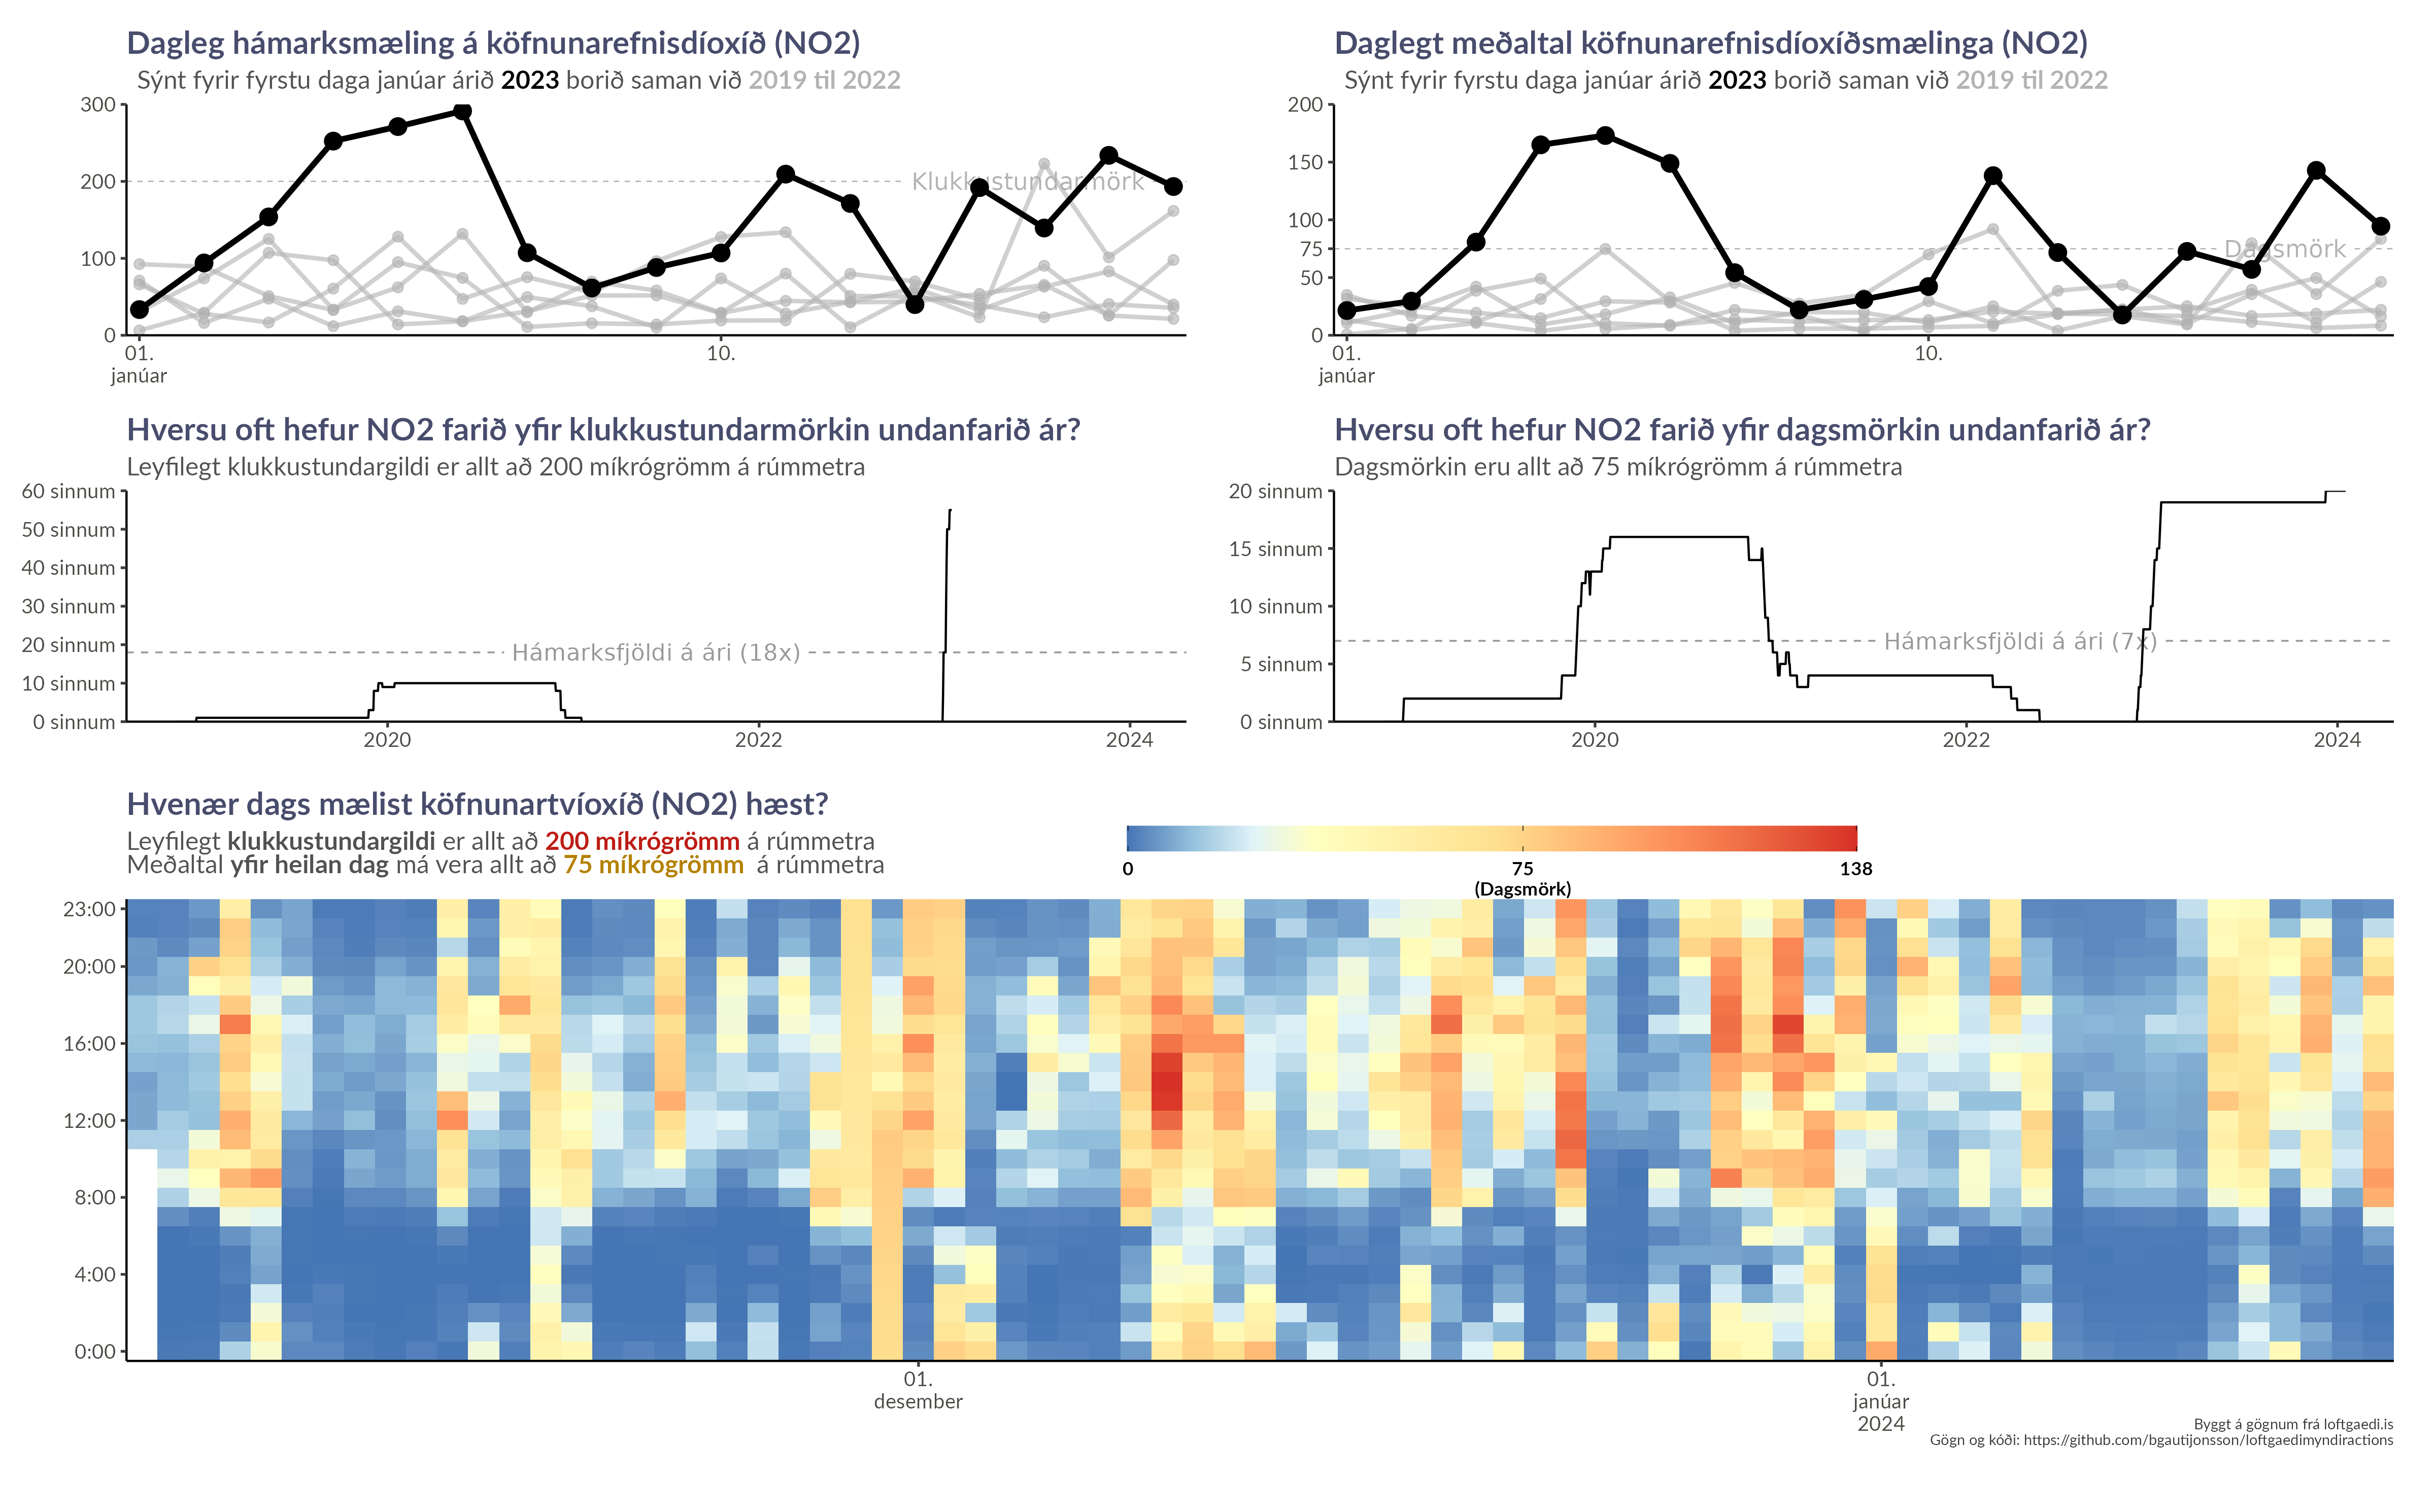 Dagleg hámarksmæling á köfnunarefnisdíoxíð (NO2)
Sýnt fyrir fyrstu daga janúar árið 2023 borið saman við 2019 til 2022
300
200
100
0
Klukkustundarmörk
01.
janúar
10.
Daglegt meðaltal köfnunarefnisdíoxíðsmælinga (NO2)
Sýnt fyrir fyrstu daga janúar árið 2023 borið saman við 2019 til 2022
200
150
100
75
50
0
Dagsmörk
01.
janúar
10.
Hversu oft hefur NO2 farið yfir klukkustundarmörkin undanfarið ár?
Leyfilegt klukkustundargildi er allt að 200 míkrógrömm á rúmmetra
60 sinnum
50 sinnum
40 sinnum
30 sinnum
20 sinnum
10 sinnum
0 sinnum
Hámarksfjöldi á ári (18x)
2020
2022
2024
Hversu oft hefur NO2 farið yfir dagsmörkin undanfarið ár?
Dagsmörkin eru allt að 75 míkrógrömm á rúmmetra
20 sinnum
15 sinnum
10 sinnum
5 sinnum
0 sinnum
Hámarksfjöldi á ári (7x)
2020
2022
2024
Hvenær dags mælist köfnunartvíoxíð (NO2) hæst?
Leyfilegt klukkustundargildi er allt að 200 míkrógrömm á rúmmetra
Meðaltal yfir heilan dag má vera allt að 75 míkrógrömm á rúmmetra
0
75
(Dagsmörk)
138
23:00
20:00
16:00
12:00
8:00
4:00
0:00
01.
desember
01.
janúar
2024
Byggt á gögnum frá loftgaedi.is
Gögn og kóði: https://github.com/bgautijonsson/loftgaedimyndiractions